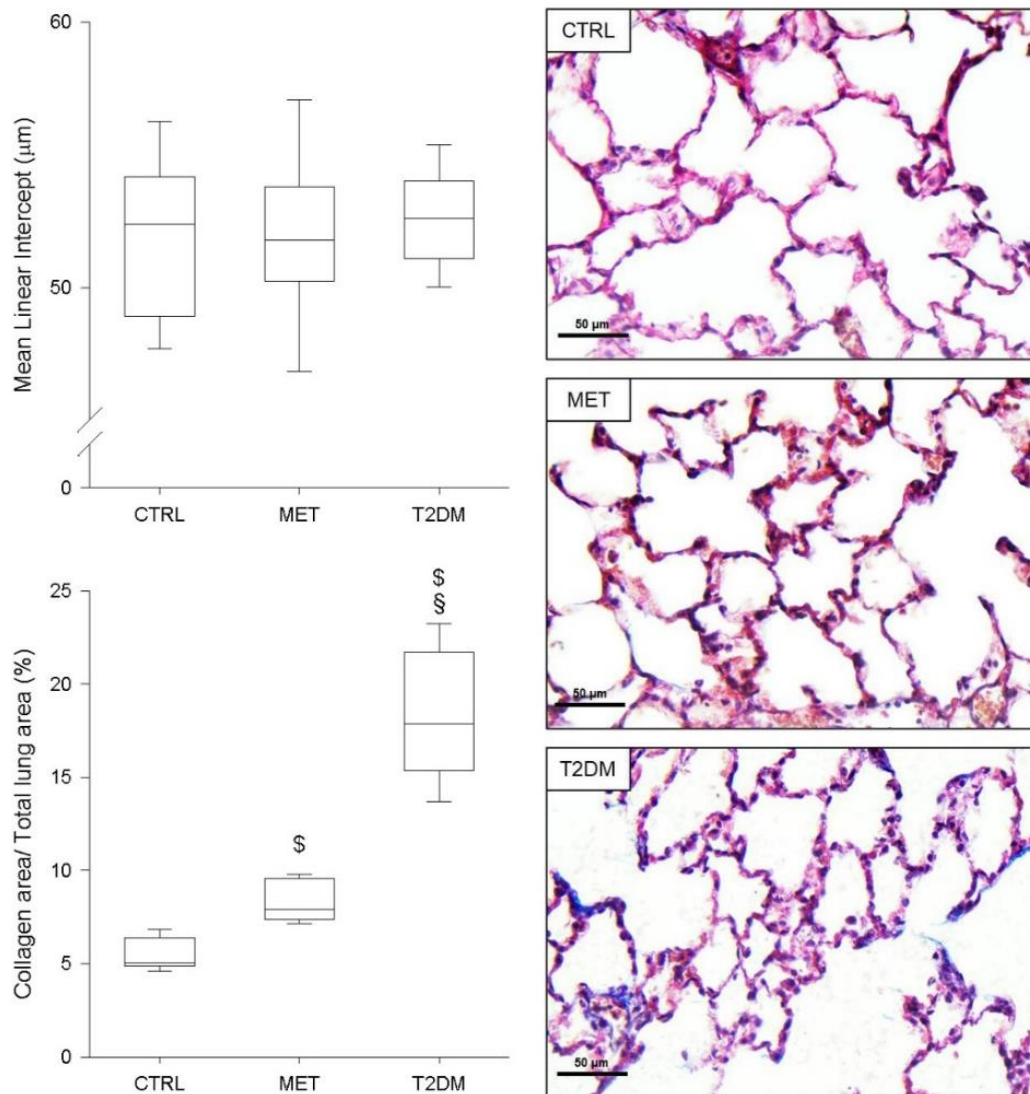 60
50
0
Mean Linear Intercept (μm)
CTRL MET T2DM
25
20
15
10
5
0
Collagen area/ Total lung area (%)
$
$
§
CTRL MET T2DM
CTRL
50 μm
MET
50 μm
T2DM
50 μm